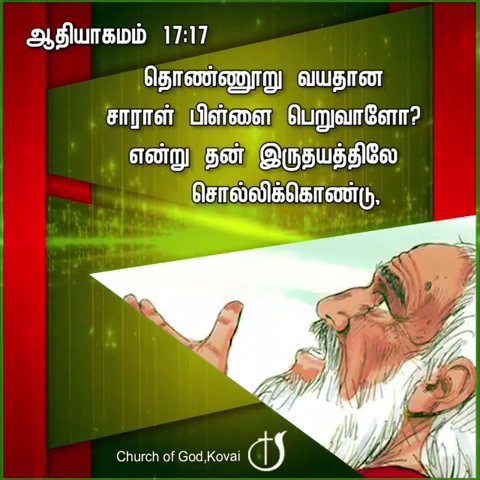 ஆதியாகமம் 17:17
தொண்ணூறு வயதான
சாராள் பிள்ளை பெறுவாளோ?
என்று தன் இருதயத்திலே
சொல்லிக்கொண்டு,
Church of God,Kovai